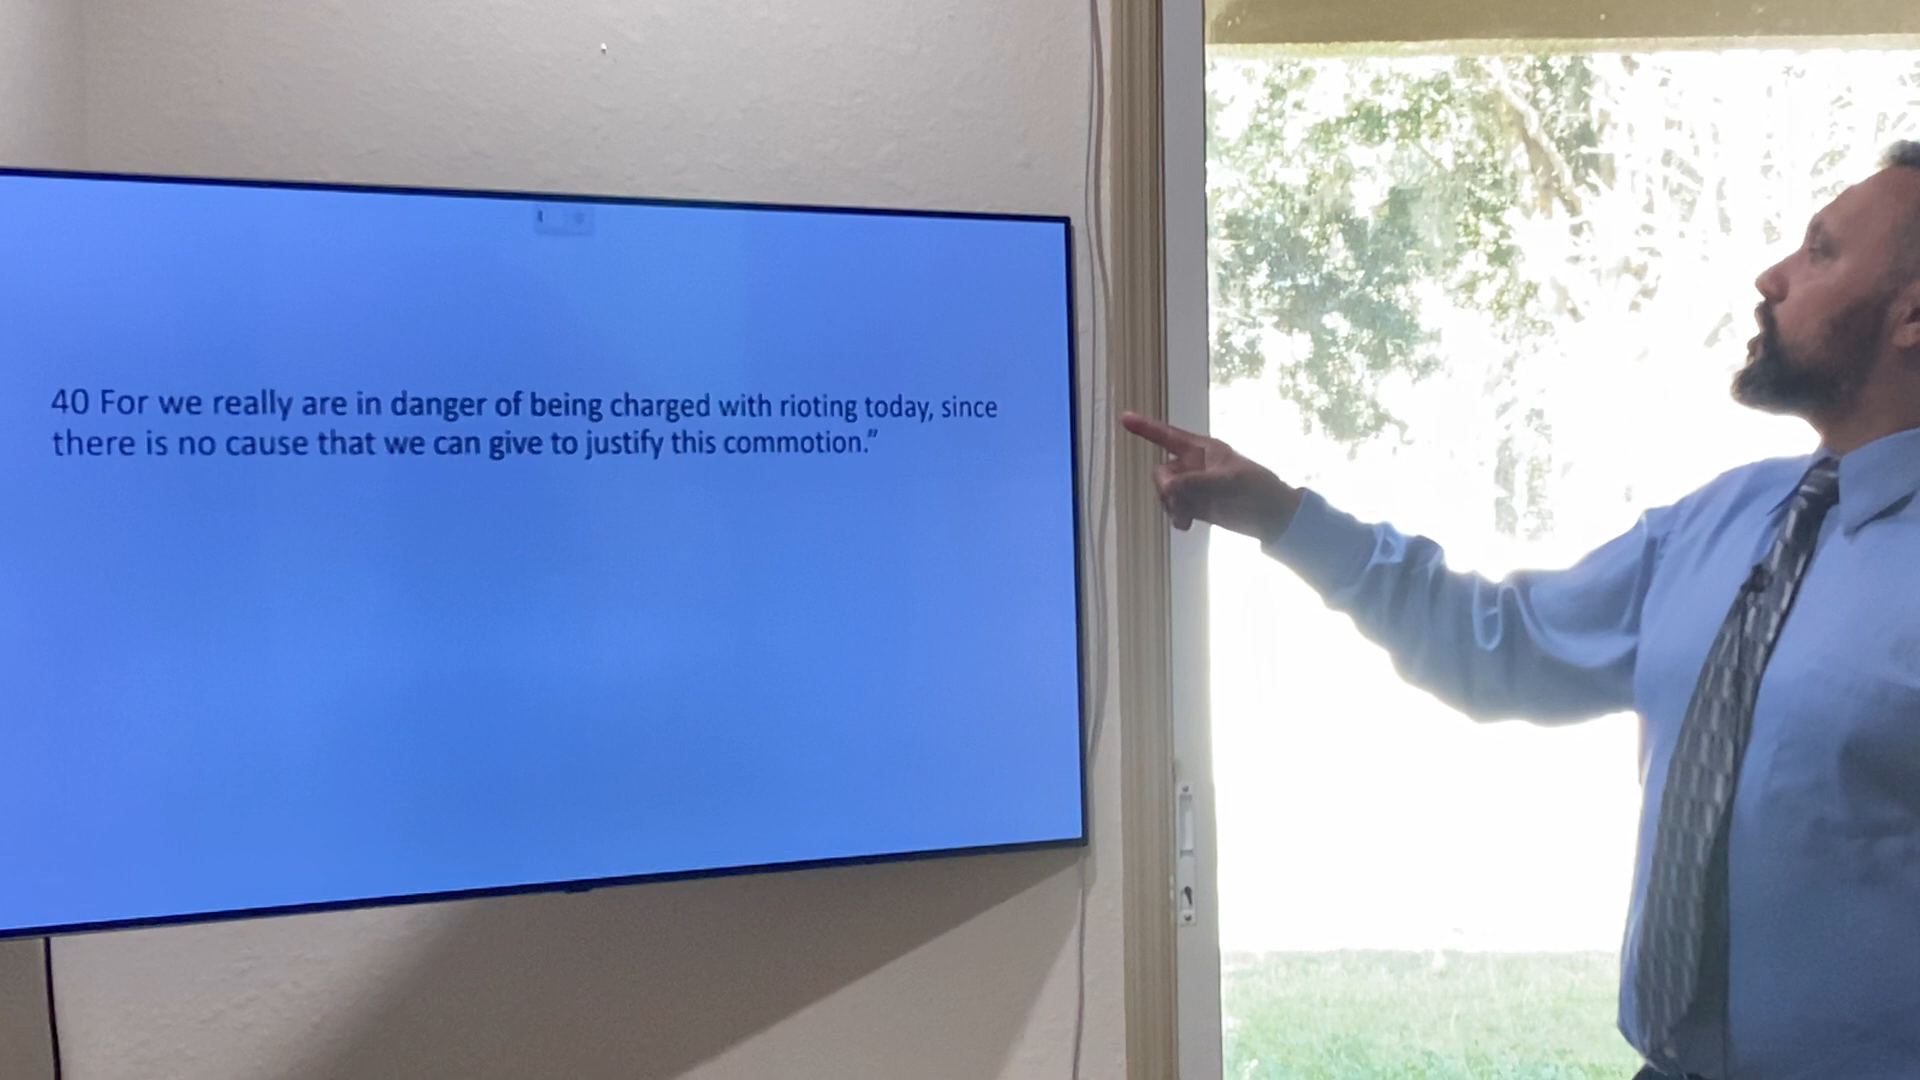 40 For we really are in danger of being charged with rioting today, since
there is no cause that we can give to justify this commotion.”